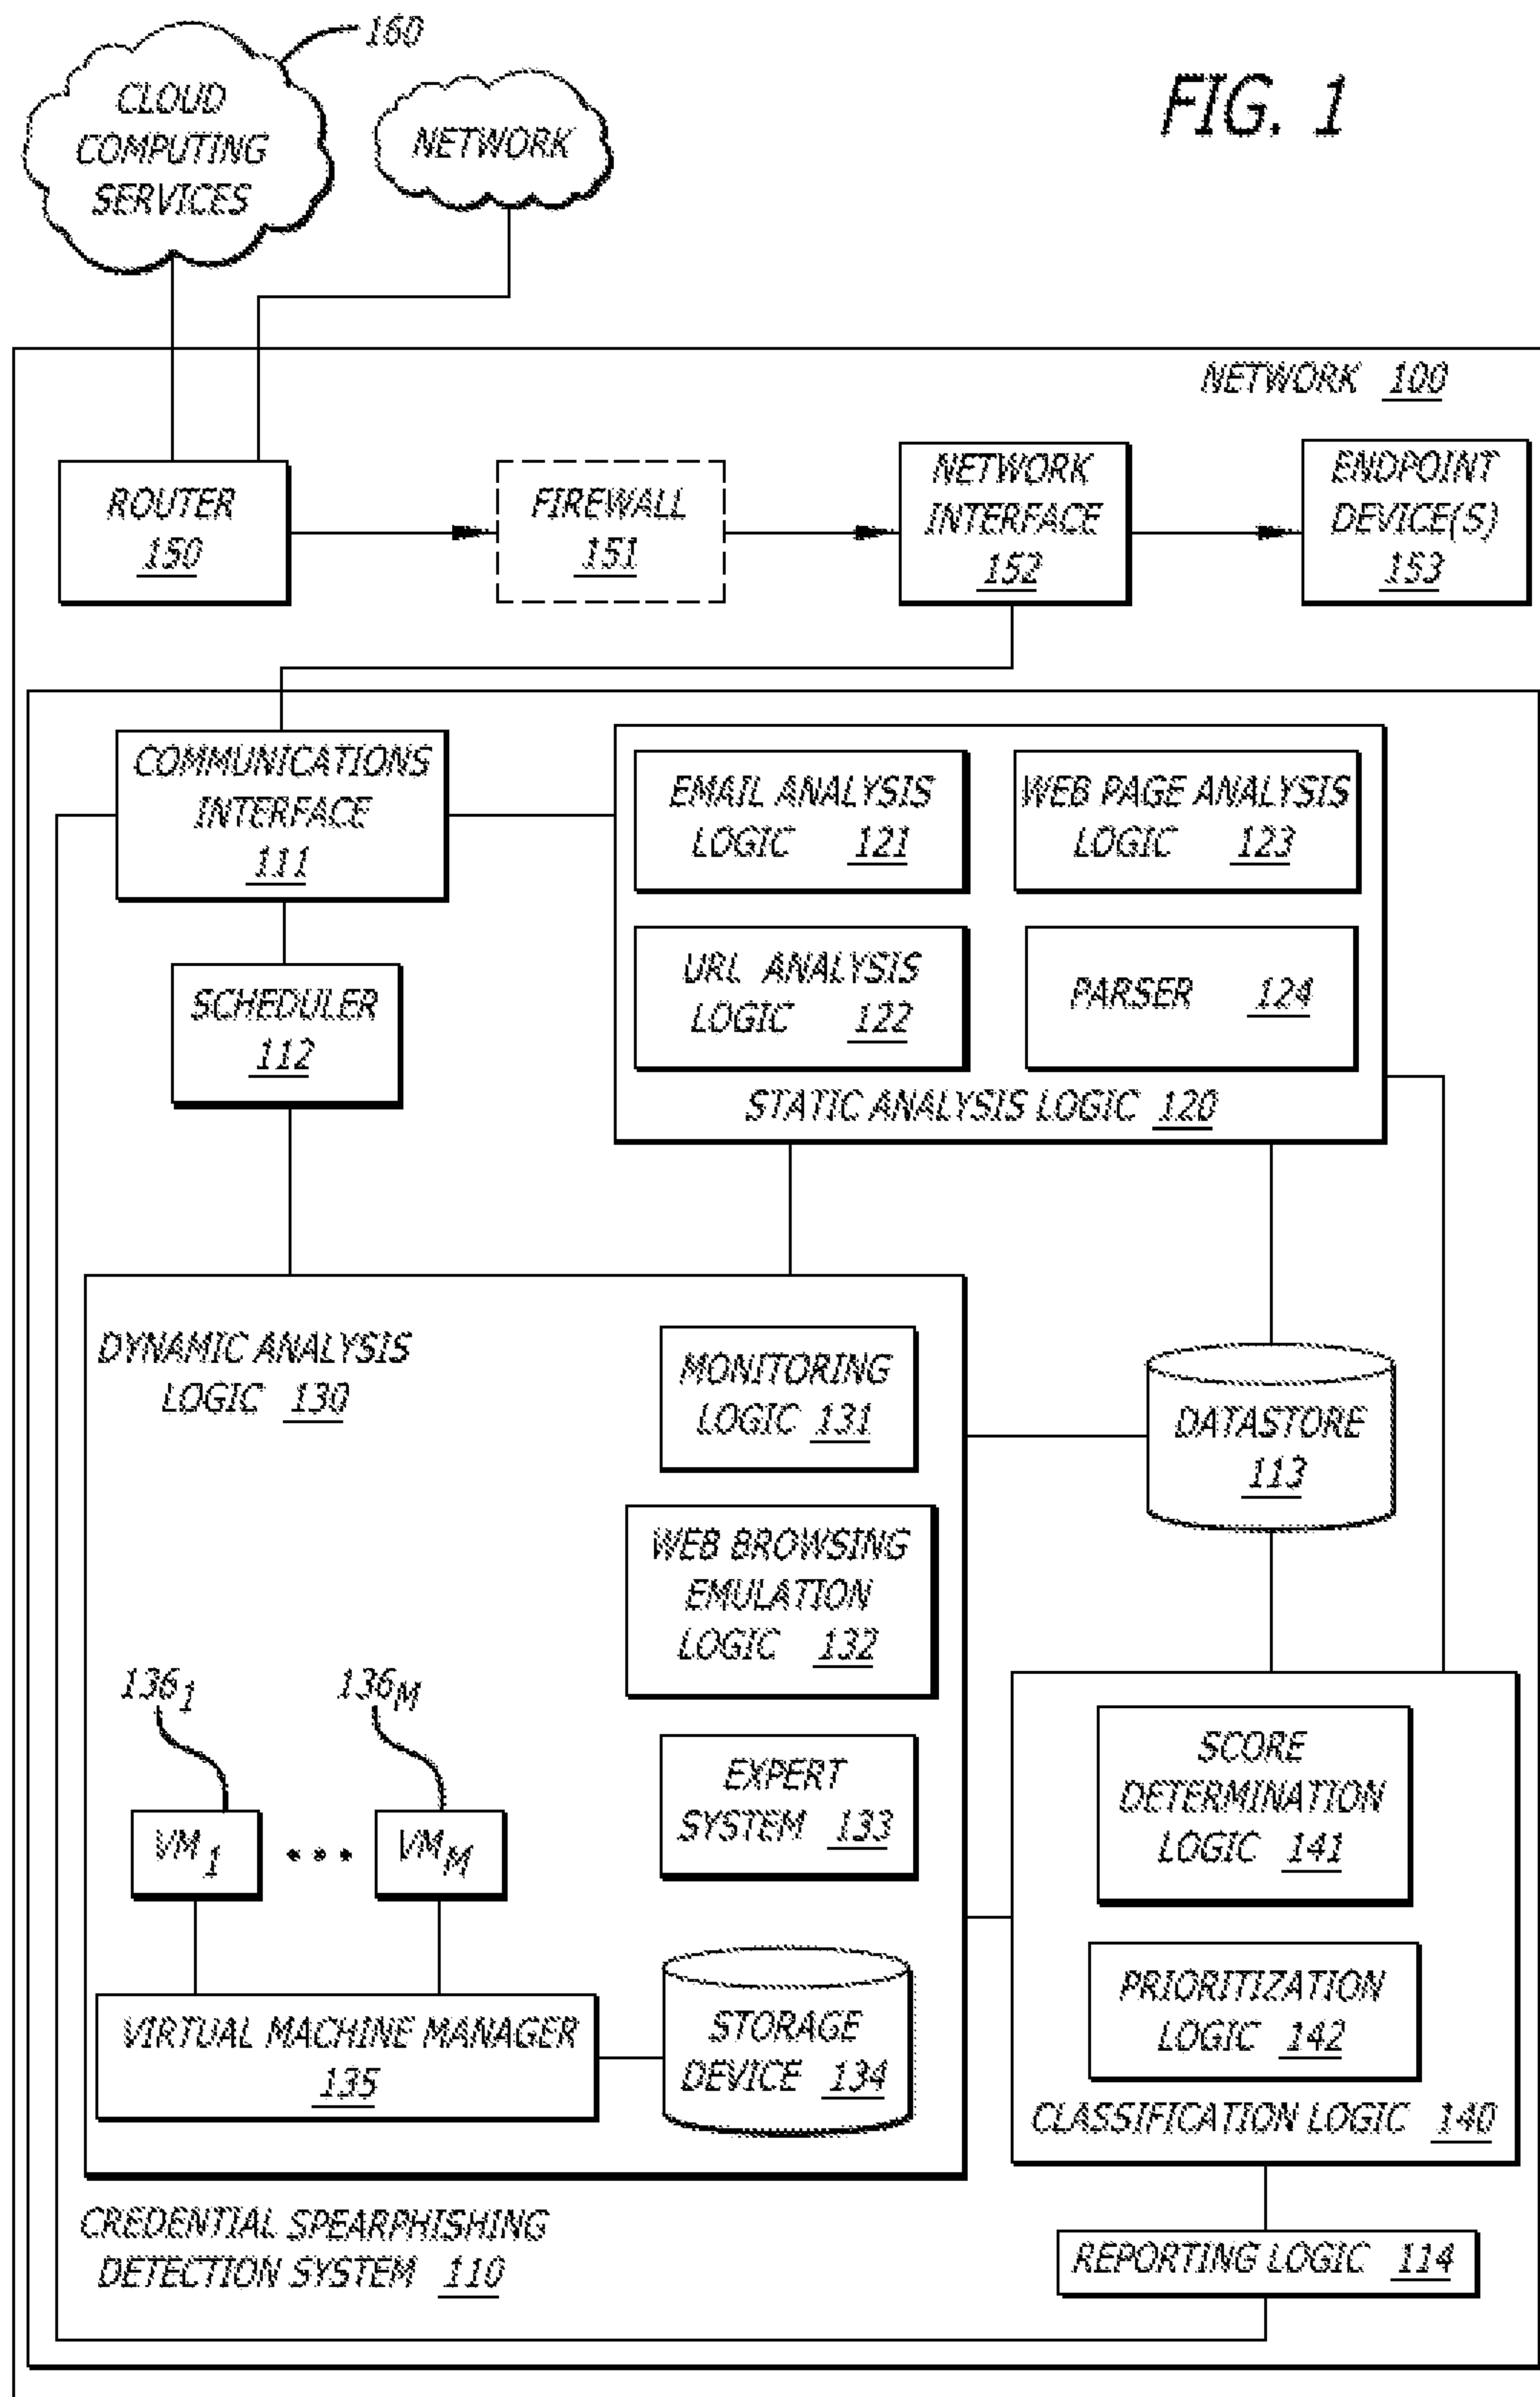 160
CLOUD
COMPUTING
SERVICES
NETWORK
FIG. 1
NETWORK 100
ROUTER
150
FIREWALL
151
NETWORK
INTERFACE
152
ENDPOINT
DEVICE(S)
153
COMMUNICATIONS
INTERFACE
111
EMAIL ANALYSIS
LOGIC 121
WEB PAGE ANALYSIS
LOGIC 123
URL ANALYSIS
LOGIC 122
PARSER 124
STATIC ANALYSIS LOGIC 120
SCHEDULER
112
DYNAMIC ANALYSIS
LOGIC 130
MONITORING
LOGIC 131
DATASTORE
113
WEB BROWSING
EMULATION
LOGIC 132
136₁
136M
EXPERT
SYSTEM 133
VM₁ ••• VMM
VIRTUAL MACHINE MANAGER
135
STORAGE
DEVICE 134
SCORE
DETERMINATION
LOGIC 141
PRIORITIZATION
LOGIC 142
CLASSIFICATION LOGIC 140
CREDENTIAL SPEARPHISHING
DETECTION SYSTEM 110
REPORTING LOGIC 114